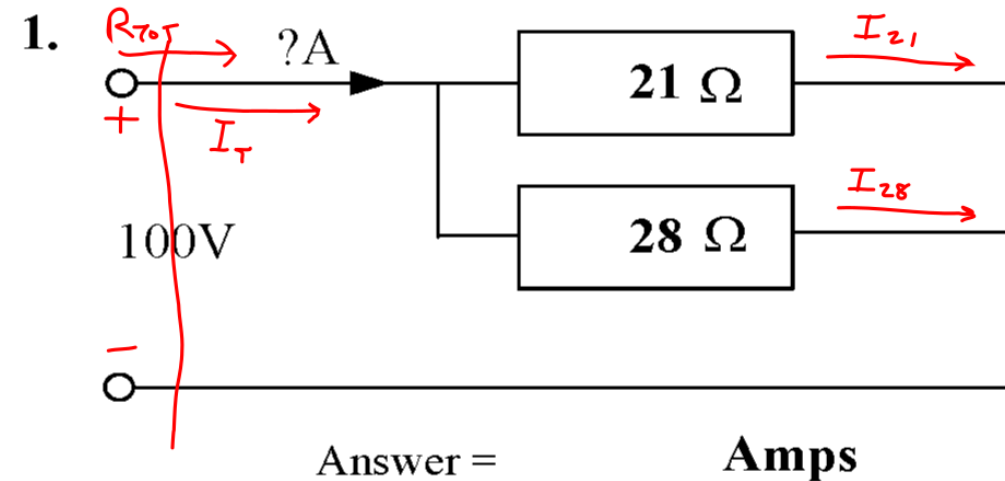 1.
R_TOT
?A
21 Ω
I_21
+
I_T
100V
28 Ω
I_28
−
Answer = Amps